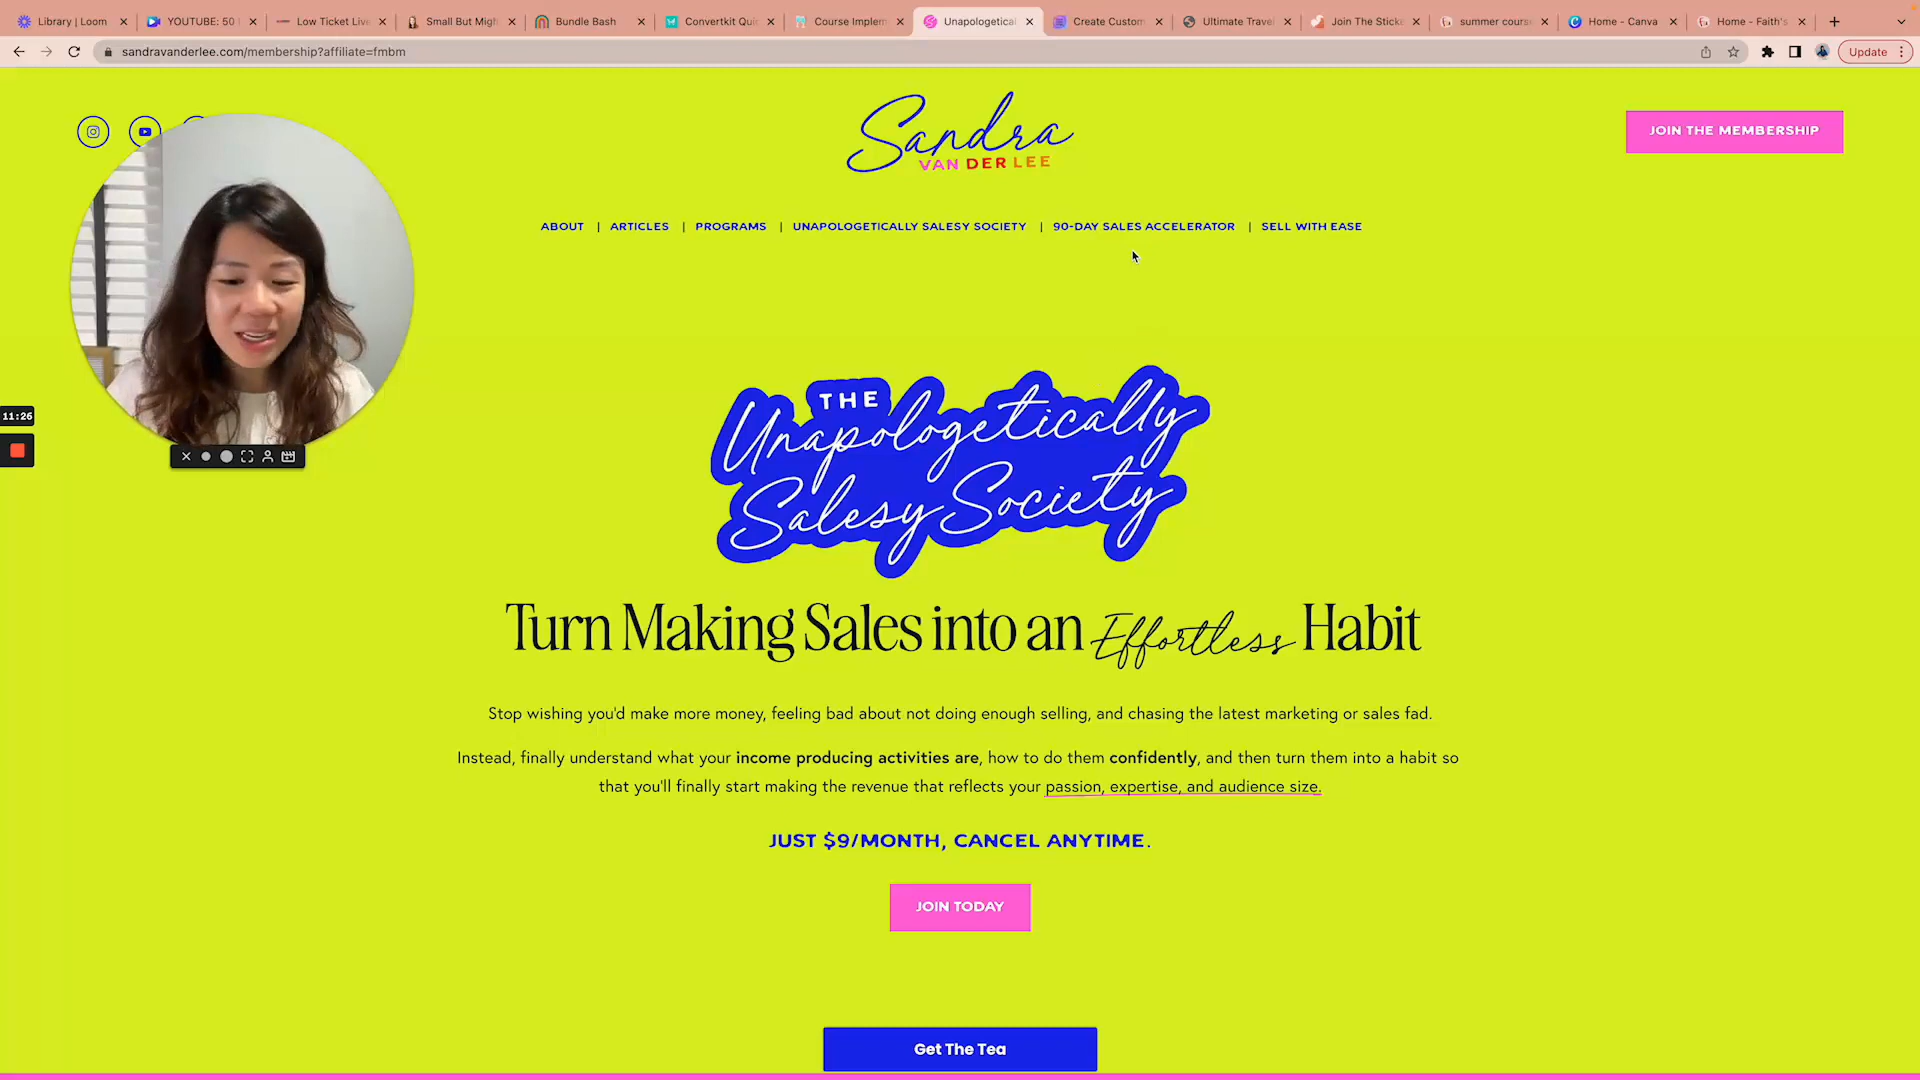 Library | Loom
YOUTUBE: 50
Low Ticket Live
Small But Migh
Bundle Bash
Convertkit Qui
Course Implem
Unapologetical
Create Custom
Ultimate Travel
Join The Sticke
summer course
Home - Canva
Home - Faith's
sandravanderlee.com/membership?affiliate=fmbm
Update
Sandra
VAN DER LEE
JOIN THE MEMBERSHIP
ABOUT | ARTICLES | PROGRAMS | UNAPOLOGETICALLY SALESY SOCIETY | 90-DAY SALES ACCELERATOR | SELL WITH EASE
11:26
THE
Unapologetically
Salesy Society
Turn Making Sales into an Effortless Habit
Stop wishing you'd make more money, feeling bad about not doing enough selling, and chasing the latest marketing or sales fad.
Instead, finally understand what your income producing activities are, how to do them confidently, and then turn them into a habit so
that you'll finally start making the revenue that reflects your passion, expertise, and audience size.
JUST $9/MONTH, CANCEL ANYTIME.
JOIN TODAY
Get The Tea